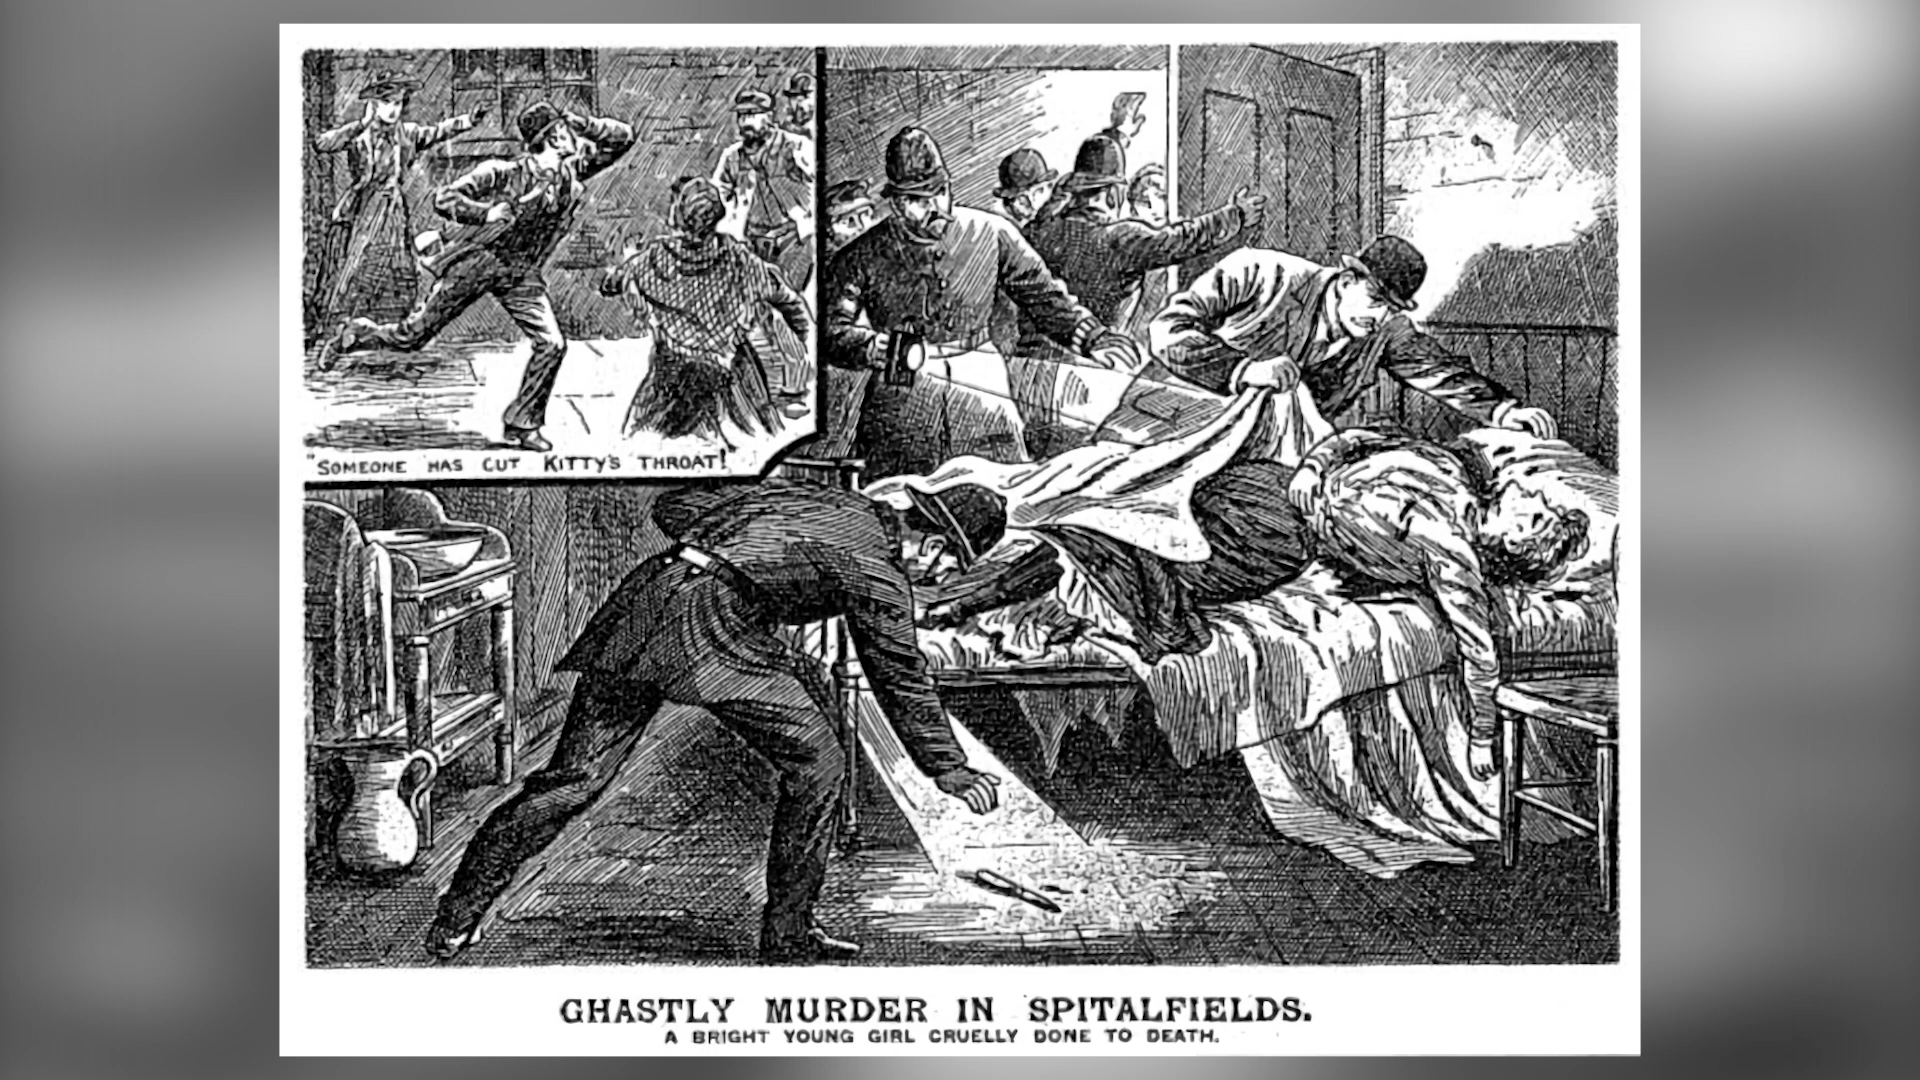 "SOMEONE HAS CUT KITTY'S THROAT!"
GHASTLY MURDER IN SPITALFIELDS.
A BRIGHT YOUNG GIRL CRUELLY DONE TO DEATH.